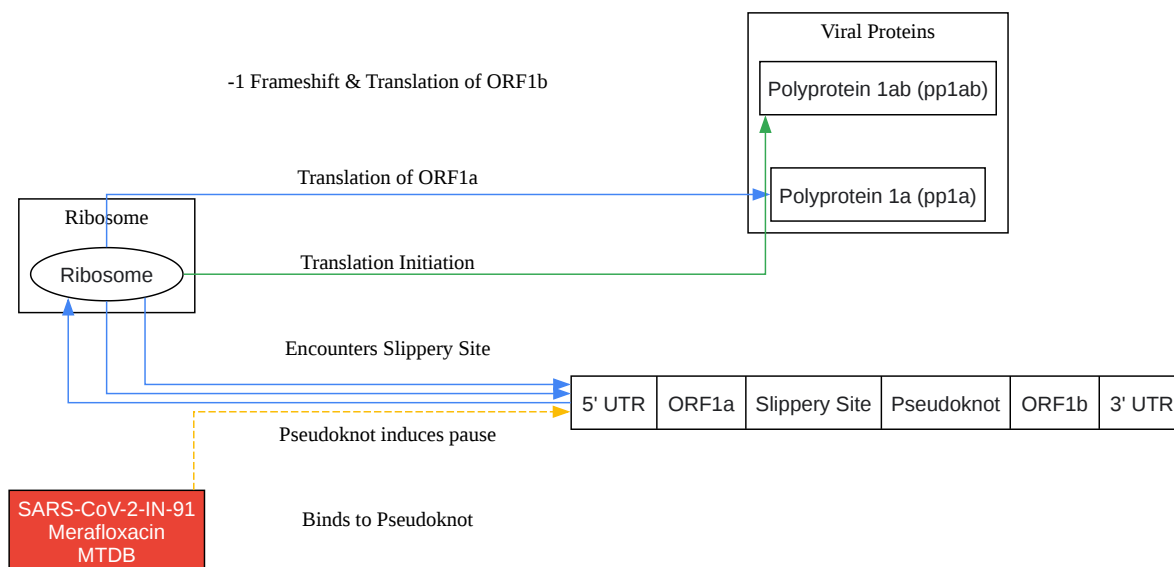 Viral Proteins
-1 Frameshift & Translation of ORF1b
Polyprotein 1ab (pp1ab)
Translation of ORF1a
Polyprotein 1a (pp1a)
Ribosome
Ribosome
Translation Initiation
Encounters Slippery Site
5' UTR ORF1a Slippery Site Pseudoknot ORF1b 3' UTR
Pseudoknot induces pause
SARS-CoV-2-IN-91
Merafloxacin
MTDB
Binds to Pseudoknot